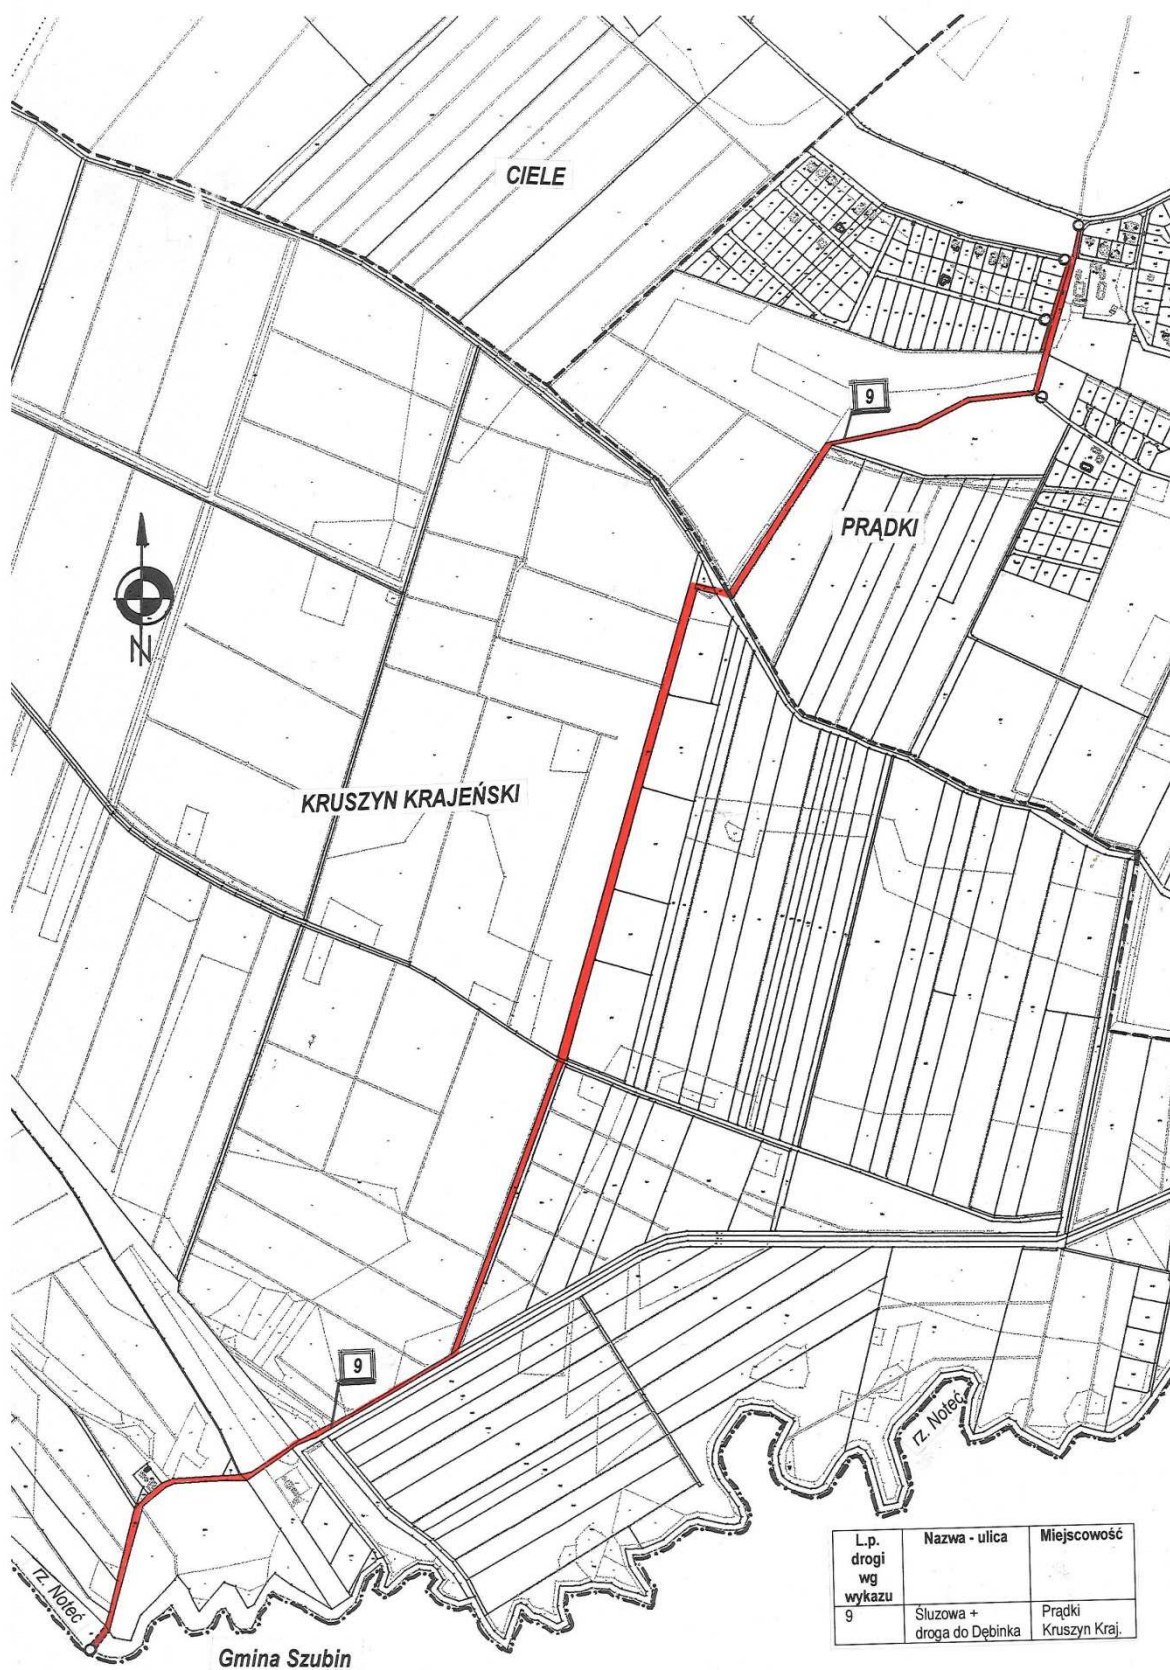 CIELE
9
PRĄDKI
N
KRUSZYN KRAJEŃSKI
9
rz. Noteć
rz. Noteć
Gmina Szubin
L.p. drogi wg wykazu
Nazwa - ulica
Miejscowość
9
Śluzowa +
droga do Dębinka
Prądki
Kruszyn Kraj.